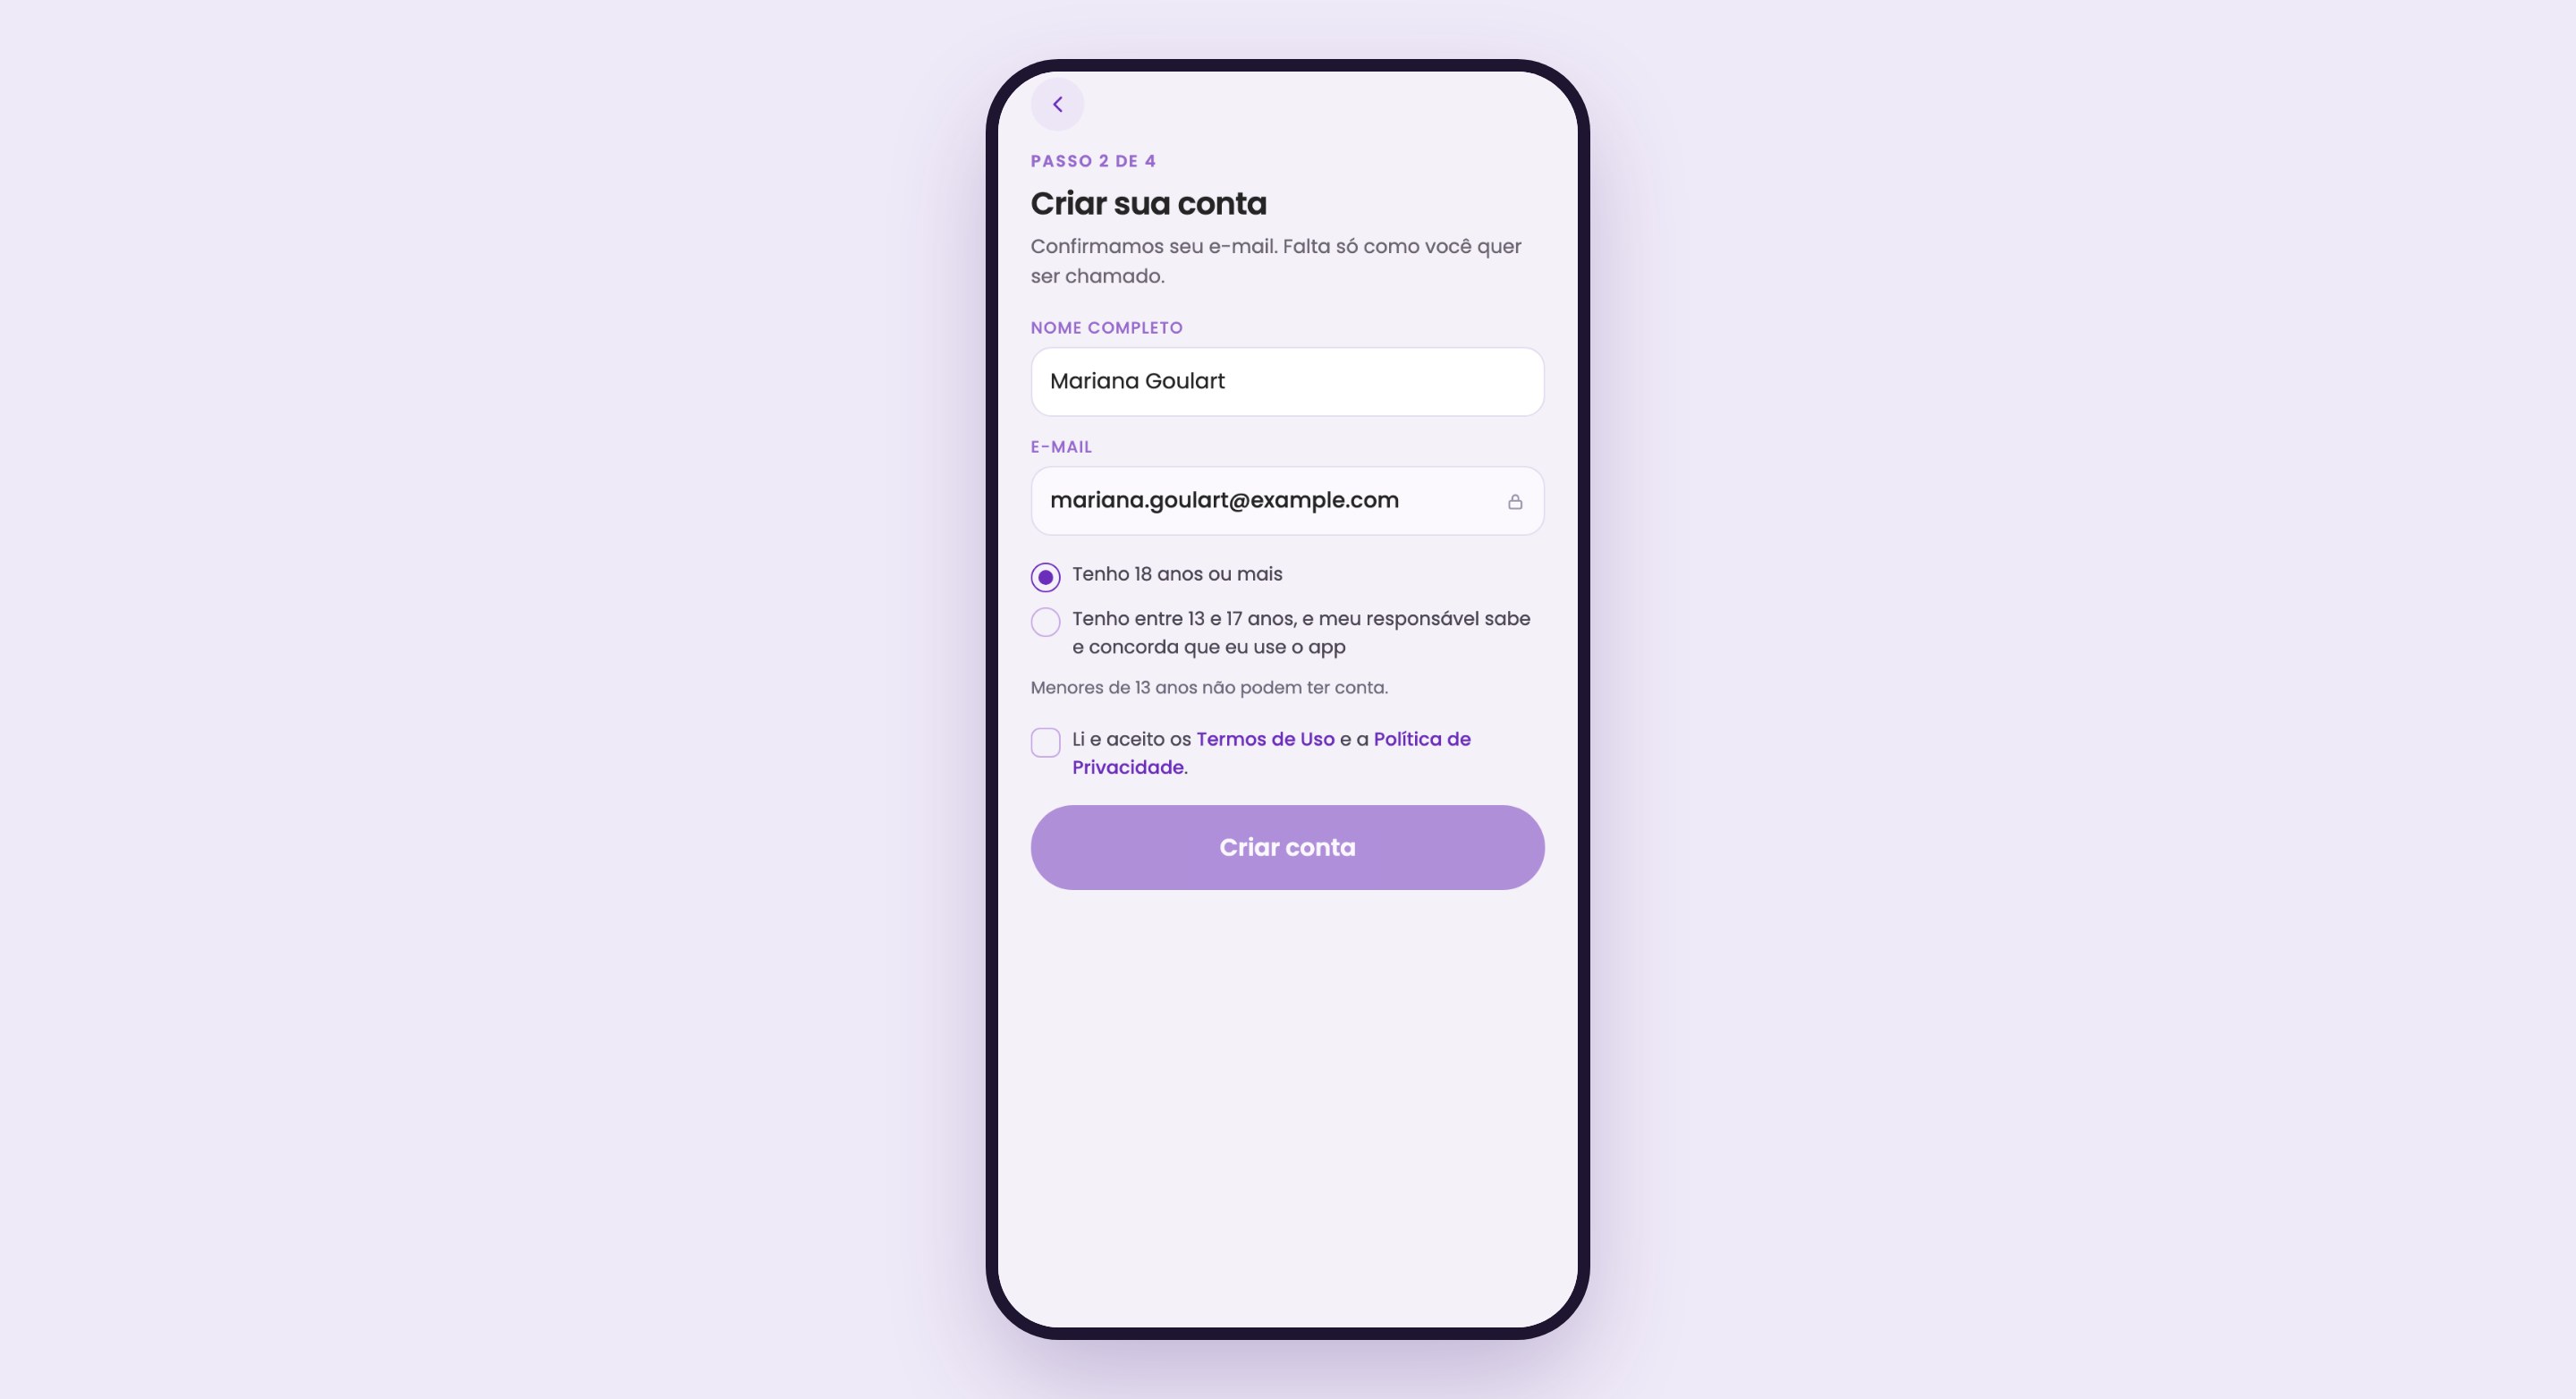 PASSO 2 DE 4
Criar sua conta
Confirmamos seu e-mail. Falta só como você quer
ser chamado.
NOME COMPLETO
Mariana Goulart
E-MAIL
mariana.goulart@example.com
Tenho 18 anos ou mais
Tenho entre 13 e 17 anos, e meu responsável sabe
e concorda que eu use o app
Menores de 13 anos não podem ter conta.
Li e aceito os Termos de Uso e a Política de
Privacidade.
Criar conta